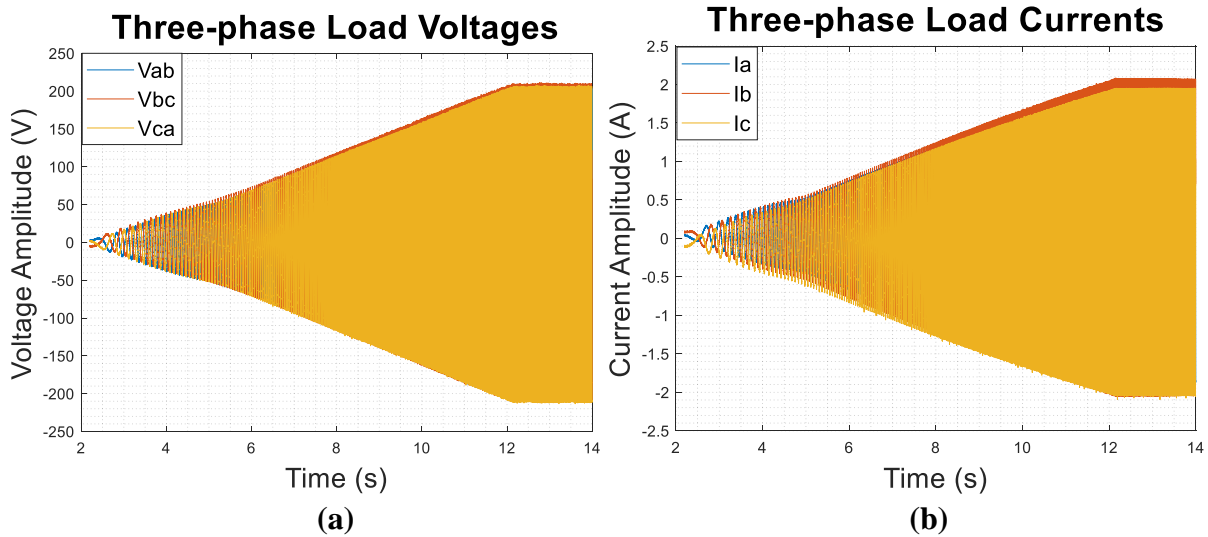 Three-phase Load Voltages
Vab
Vbc
Vca
250
200
150
100
50
0
-50
-100
-150
-200
-250
2
4
6
8
10
12
14
Voltage Amplitude (V)
Time (s)
(a)
Three-phase Load Currents
Ia
Ib
Ic
2.5
2
1.5
1
0.5
0
-0.5
-1
-1.5
-2
-2.5
2
4
6
8
10
12
14
Current Amplitude (A)
Time (s)
(b)